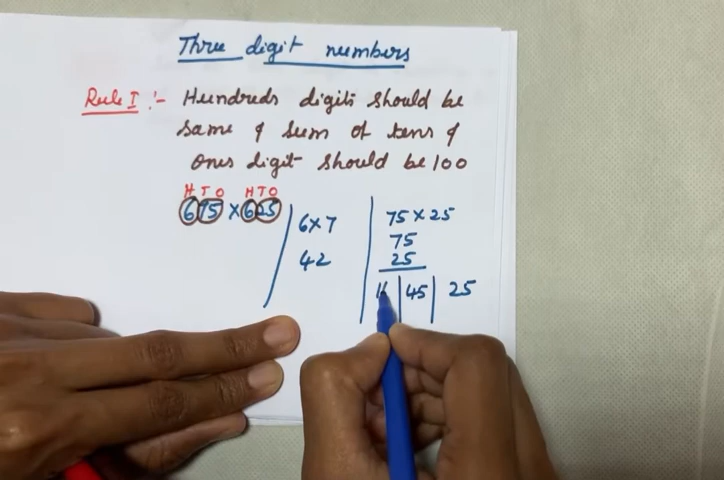 Three digit numbers
Rule I :- Hundreds digits should be
same & sum of tens &
ones digit should be 100
H T O H T O
675 × 625
6 × 7
42
75 × 25
75
25
45 | 25